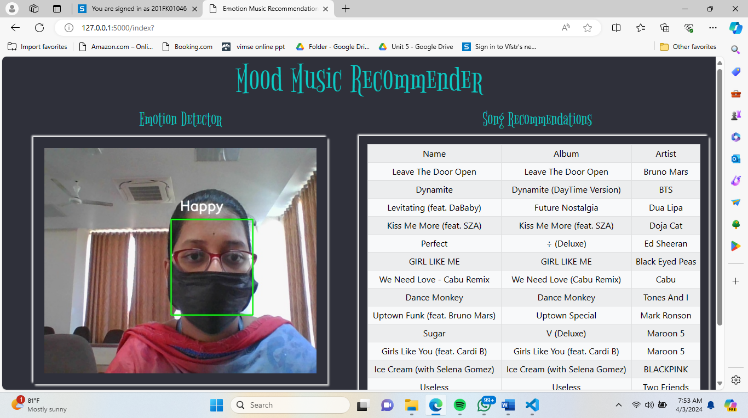 You are signed in as 201FK01046
Emotion Music Recommendation
127.0.0.1:5000/index?
Import favorites
Amazon.com – Onli...
Booking.com
vimse online ppt
Folder - Google Dri...
Unit 5 - Google Drive
Sign in to Vfstr's ne...
Other favorites
Mood Music Recommender
Emotion Detector
Song Recommendations
Happy
Name Album Artist
Leave The Door Open Leave The Door Open Bruno Mars
Dynamite Dynamite (DayTime Version) BTS
Levitating (feat. DaBaby) Future Nostalgia Dua Lipa
Kiss Me More (feat. SZA) Kiss Me More (feat. SZA) Doja Cat
Perfect ÷ (Deluxe) Ed Sheeran
GIRL LIKE ME GIRL LIKE ME Black Eyed Peas
We Need Love - Cabu Remix We Need Love (Cabu Remix) Cabu
Dance Monkey Dance Monkey Tones And I
Uptown Funk (feat. Bruno Mars) Uptown Special Mark Ronson
Sugar V (Deluxe) Maroon 5
Girls Like You (feat. Cardi B) Girls Like You (feat. Cardi B) Maroon 5
Ice Cream (with Selena Gomez) Ice Cream (with Selena Gomez) BLACKPINK
Useless Useless Two Friends
81°F
Mostly sunny
Search
99+
7:53 AM
4/3/2024